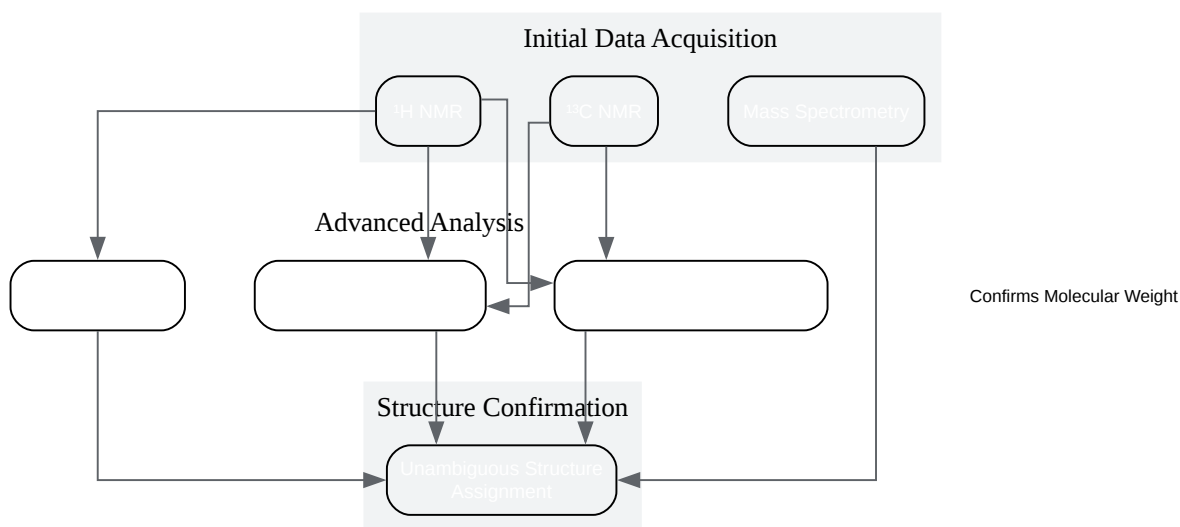 Initial Data Acquisition
¹H NMR
¹³C NMR
Mass Spectrometry
Advanced Analysis
Confirms Molecular Weight
Structure Confirmation
Unambiguous Structure
Assignment